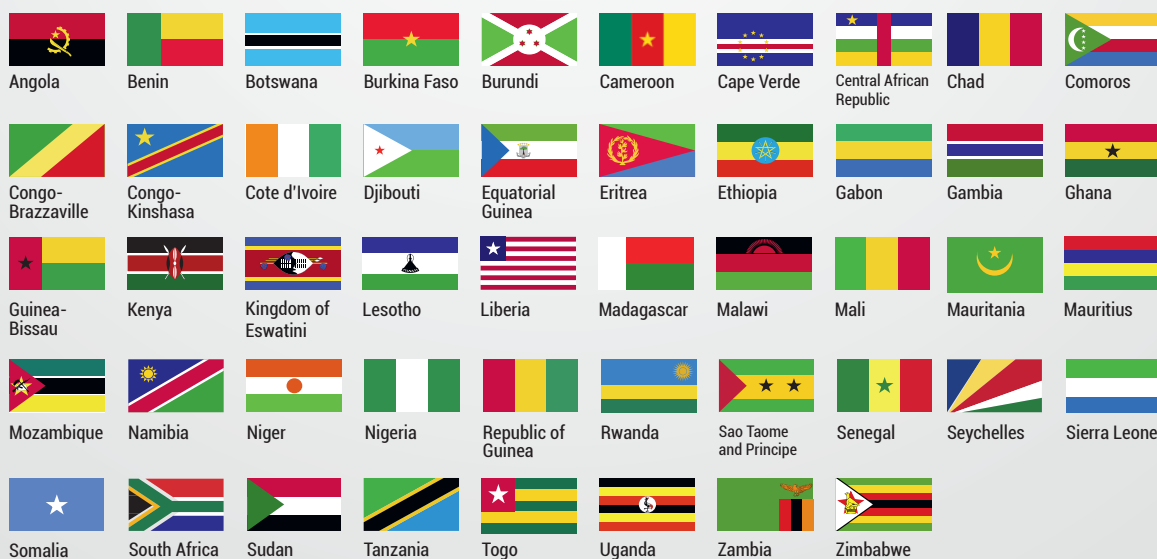 Angola
Benin
Botswana
Burkina Faso
Burundi
Cameroon
Cape Verde
Central African
Republic
Chad
Comoros
Congo-
Brazzaville
Congo-
Kinshasa
Cote d'Ivoire
Djibouti
Equatorial
Guinea
Eritrea
Ethiopia
Gabon
Gambia
Ghana
Guinea-
Bissau
Kenya
Kingdom of
Eswatini
Lesotho
Liberia
Madagascar
Malawi
Mali
Mauritania
Mauritius
Mozambique
Namibia
Niger
Nigeria
Republic of
Guinea
Rwanda
Sao Taome
and Principe
Senegal
Seychelles
Sierra Leone
Somalia
South Africa
Sudan
Tanzania
Togo
Uganda
Zambia
Zimbabwe